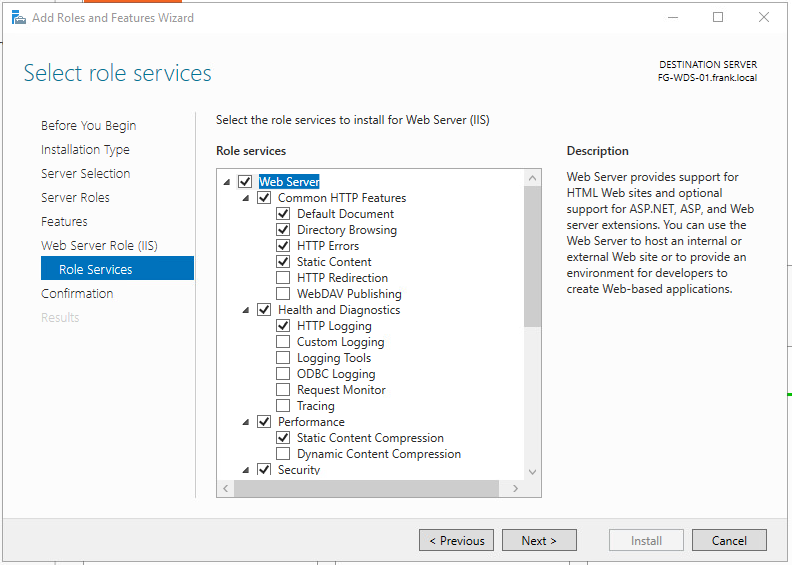 Add Roles and Features Wizard
Select role services
DESTINATION SERVER
FG-WDS-01.frank.local
Before You Begin
Installation Type
Server Selection
Server Roles
Features
Web Server Role (IIS)
Role Services
Confirmation
Results
Select the role services to install for Web Server (IIS)
Role services
Web Server
Common HTTP Features
Default Document
Directory Browsing
HTTP Errors
Static Content
HTTP Redirection
WebDAV Publishing
Health and Diagnostics
HTTP Logging
Custom Logging
Logging Tools
ODBC Logging
Request Monitor
Tracing
Performance
Static Content Compression
Dynamic Content Compression
Security
Description
Web Server provides support for
HTML Web sites and optional
support for ASP.NET, ASP, and Web
server extensions. You can use the
Web Server to host an internal or
external Web site or to provide an
environment for developers to
create Web-based applications.
< Previous
Next >
Install
Cancel